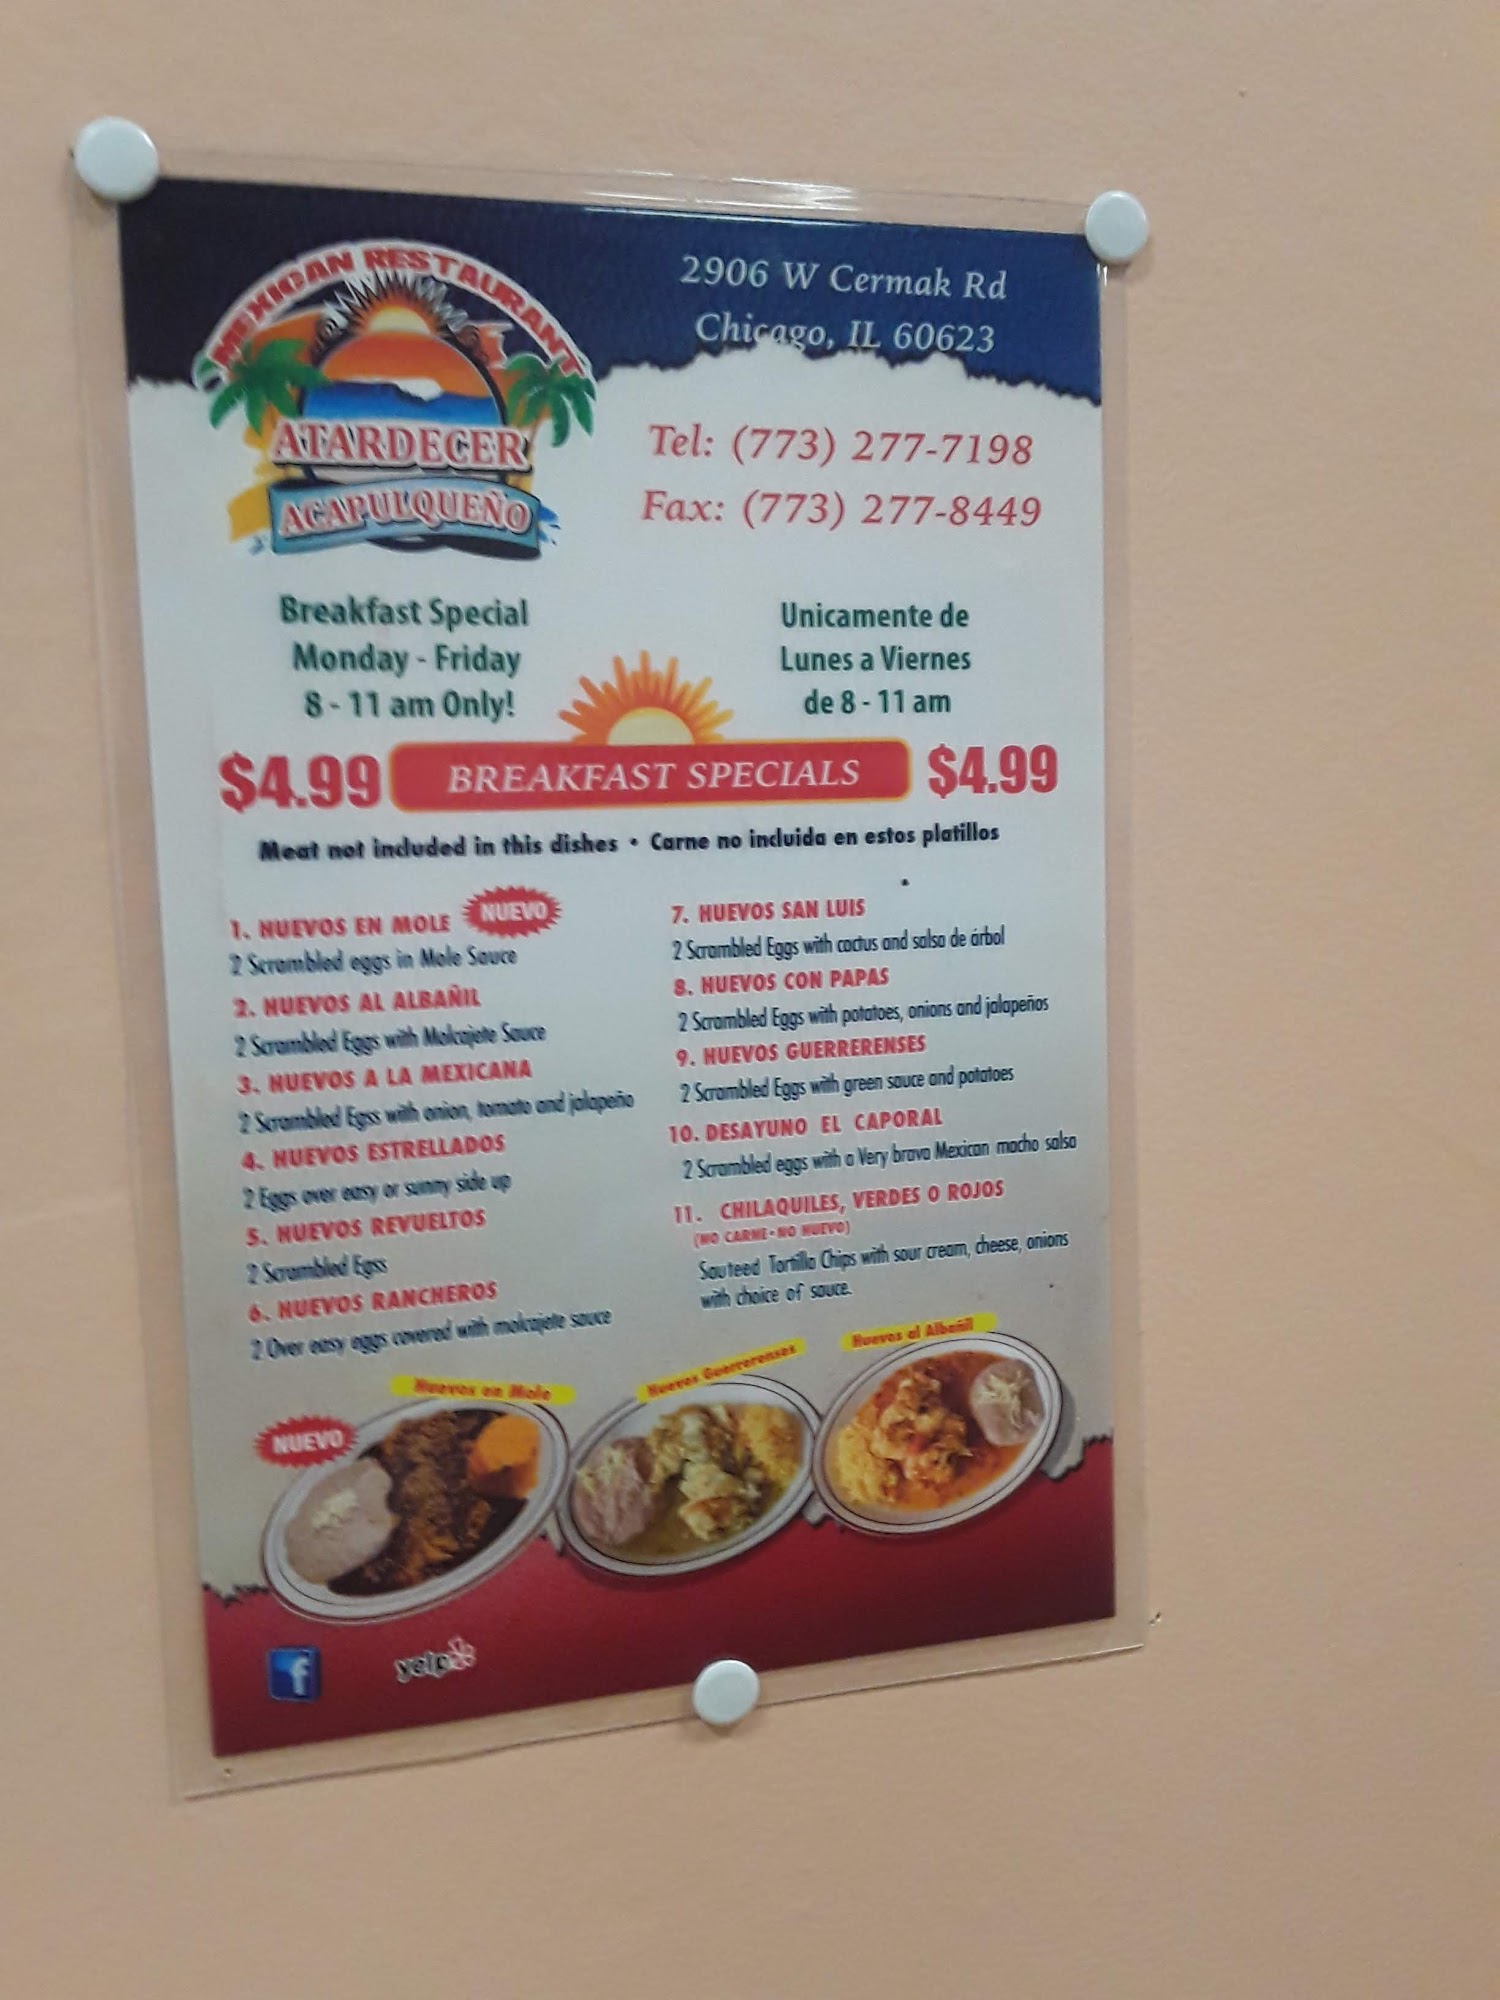 MEXICAN RESTAURANT
ATARDECER
ACAPULQUEÑO
2906 W Cermak Rd
Chicago, IL 60623
Tel: (773) 277-7198
Fax: (773) 277-8449
Breakfast Special
Monday - Friday
8 - 11 am Only!
Unicamente de
Lunes a Viernes
de 8 - 11 am
$4.99 BREAKFAST SPECIALS $4.99
Meat not included in this dishes • Carne no incluida en estos platillos
1. HUEVOS EN MOLE NUEVO
2 Scrambled eggs in Mole Sauce
2. HUEVOS AL ALBAÑIL
2 Scrambled Eggs with Molcajete Sauce
3. HUEVOS A LA MEXICANA
2 Scrambled Egss with onion, tomato and jalapeño
4. HUEVOS ESTRELLADOS
2 Eggs over easy or sunny side up
5. HUEVOS REVUELTOS
2 Scrambled Egss
6. HUEVOS RANCHEROS
2 Over easy eggs covered with molcajete sauce
7. HUEVOS SAN LUIS
2 Scrambled Eggs with cactus and salsa de árbol
8. HUEVOS CON PAPAS
2 Scrambled Eggs with potatoes, onions and jalapeños
9. HUEVOS GUERRERENSES
2 Scrambled Eggs with green sauce and potatoes
10. DESAYUNO EL CAPORAL
2 Scrambled eggs with a Very brava Mexican macho salsa
11. CHILAQUILES, VERDES O ROJOS
(NO CARNE - NO HUEVO)
Sauteed Tortilla Chips with sour cream, cheese, onions
with choice of sauce.
NUEVO
Huevos en Mole
Huevos Guerrerenses
Huevos al Albañil
f
yelp